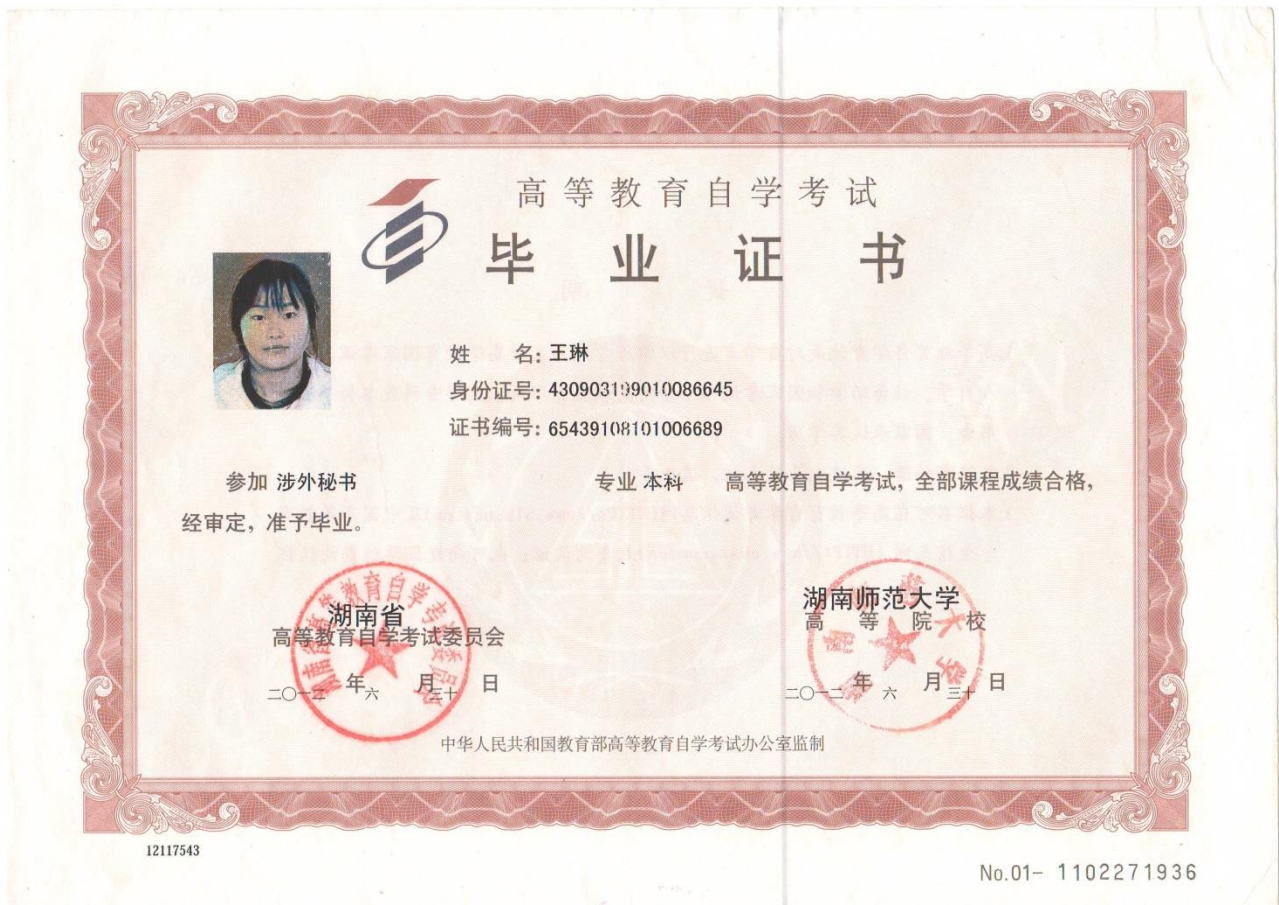 高等教育自学考试
毕业证书
姓名:王琳
身份证号:430903199010086645
证书编号:65439108101006689
参加 涉外秘书 专业 本科 高等教育自学考试,全部课程成绩合格,
经审定,准予毕业。
湖南省
高等教育自学考试委员会
二〇一二年六月三十日
湖南师范大学
高等院校
二〇一二年六月三十日
中华人民共和国教育部高等教育自学考试办公室监制
12117543
No.01- 1102271936